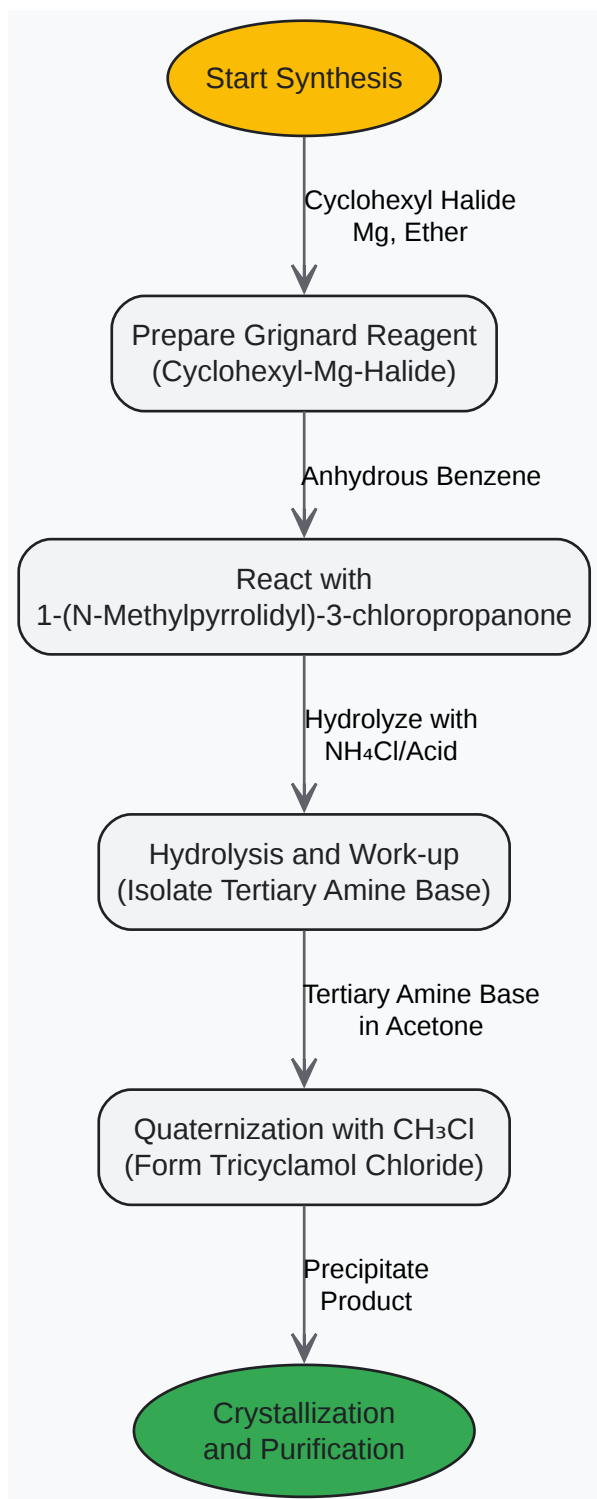 Start Synthesis
Cyclohexyl Halide
Mg, Ether
Prepare Grignard Reagent
(Cyclohexyl-Mg-Halide)
Anhydrous Benzene
React with
1-(N-Methylpyrrolidyl)-3-chloropropanone
Hydrolyze with
NH₄Cl/Acid
Hydrolysis and Work-up
(Isolate Tertiary Amine Base)
Tertiary Amine Base
in Acetone
Quaternization with CH₃Cl
(Form Tricyclamol Chloride)
Precipitate
Product
Crystallization
and Purification